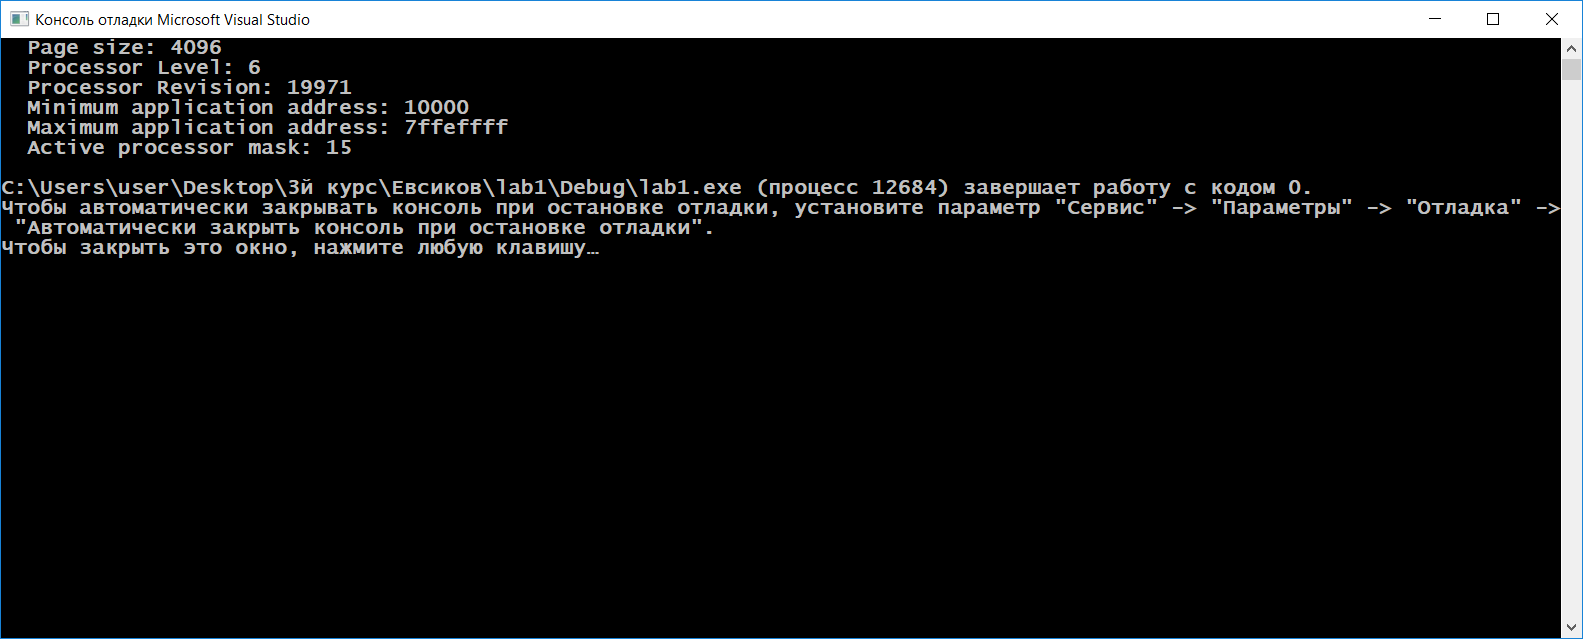 Консоль отладки Microsoft Visual Studio
Page size: 4096
Processor Level: 6
Processor Revision: 19971
Minimum application address: 10000
Maximum application address: 7ffeffff
Active processor mask: 15
C:\Users\user\Desktop\3й курс\Евсиков\lab1\Debug\lab1.exe (процесс 12684) завершает работу с кодом 0.
Чтобы автоматически закрывать консоль при остановке отладки, установите параметр "Сервис" -> "Параметры" -> "Отладка" ->
"Автоматически закрыть консоль при остановке отладки".
Чтобы закрыть это окно, нажмите любую клавишу…